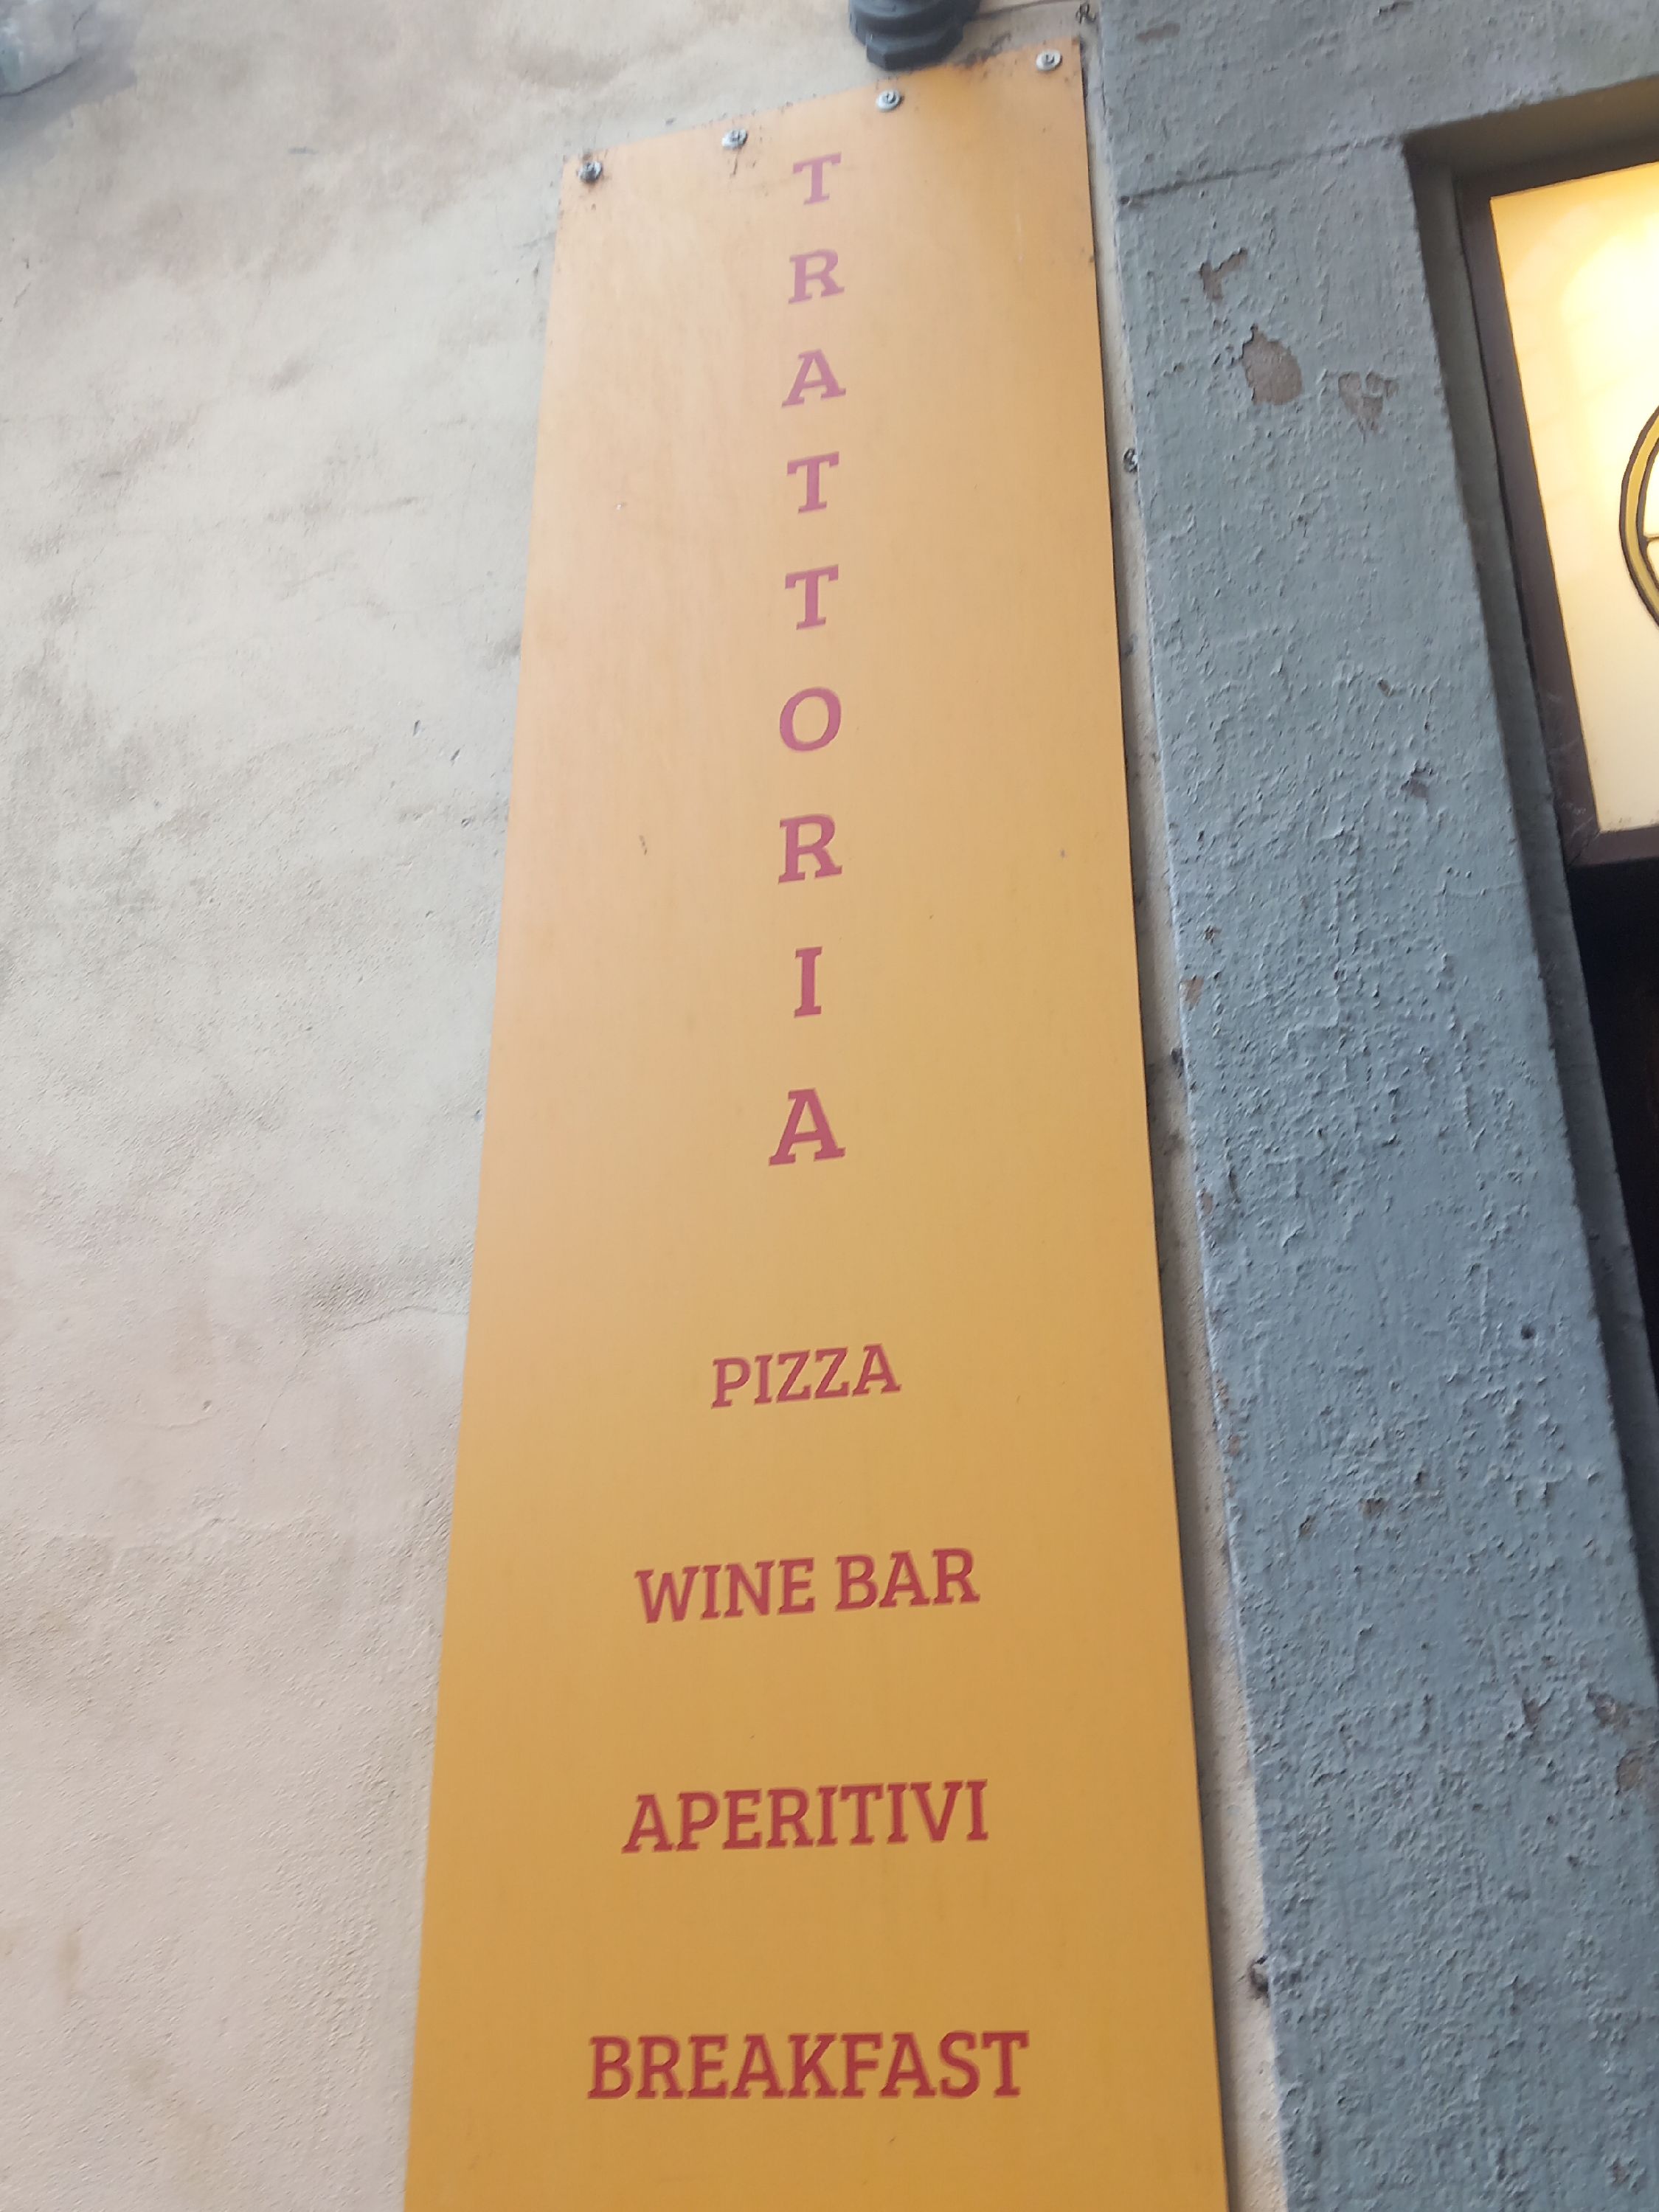 TRATTORIA
PIZZA
WINE BAR
APERITIVI
BREAKFAST